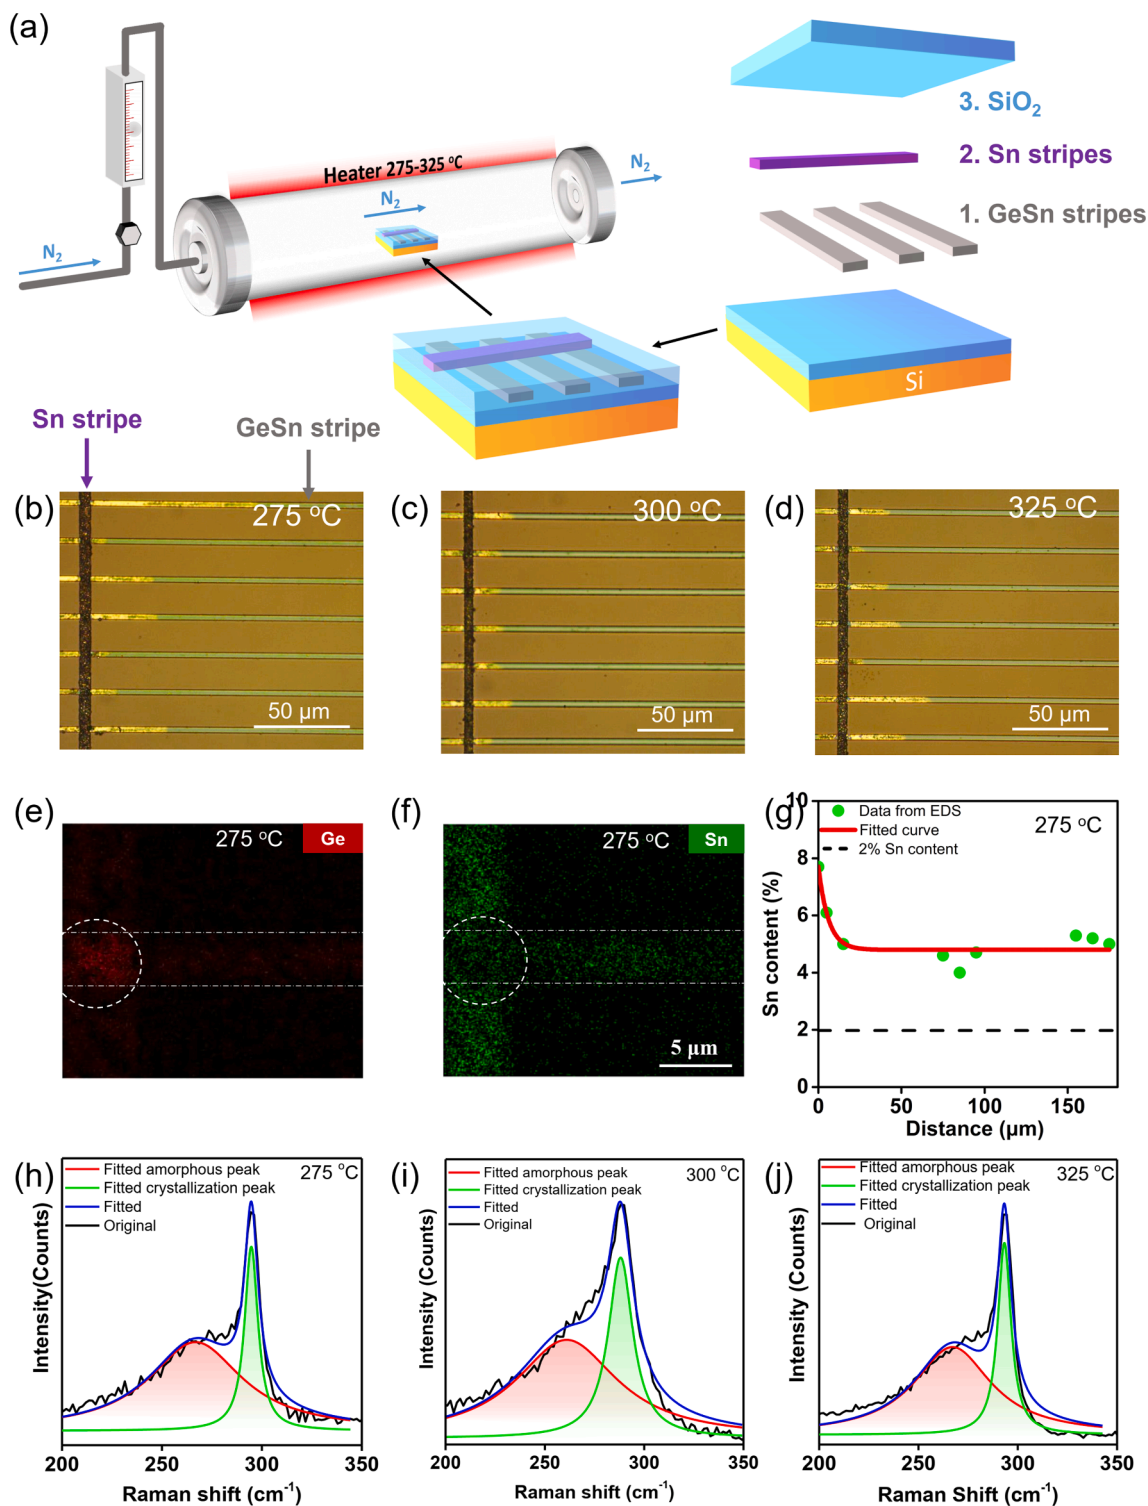 (a)
3. SiO₂
2. Sn stripes
1. GeSn stripes
Heater 275-325 °C
N₂
N₂
N₂
Si
Sn stripe
GeSn stripe
(b)
275 °C
50 µm
(c)
300 °C
50 µm
(d)
325 °C
50 µm
(e)
275 °C
Ge
(f)
275 °C
Sn
5 µm
(g)
275 °C
Data from EDS
Fitted curve
2% Sn content
Sn content (%)
10
8
6
4
2
0
0
50
100
150
Distance (µm)
(h)
275 °C
Fitted amorphous peak
Fitted crystallization peak
Fitted
Original
Intensity(Counts)
200
250
300
350
Raman shift (cm⁻¹)
(i)
300 °C
Fitted amorphous peak
Fitted crystallization peak
Fitted
Original
Intensity (Counts)
200
250
300
350
Raman shift (cm⁻¹)
(j)
325 °C
Fitted amorphous peak
Fitted crystallization peak
Fitted
Original
Intensity (Counts)
200
250
300
350
Raman Shift (cm⁻¹)